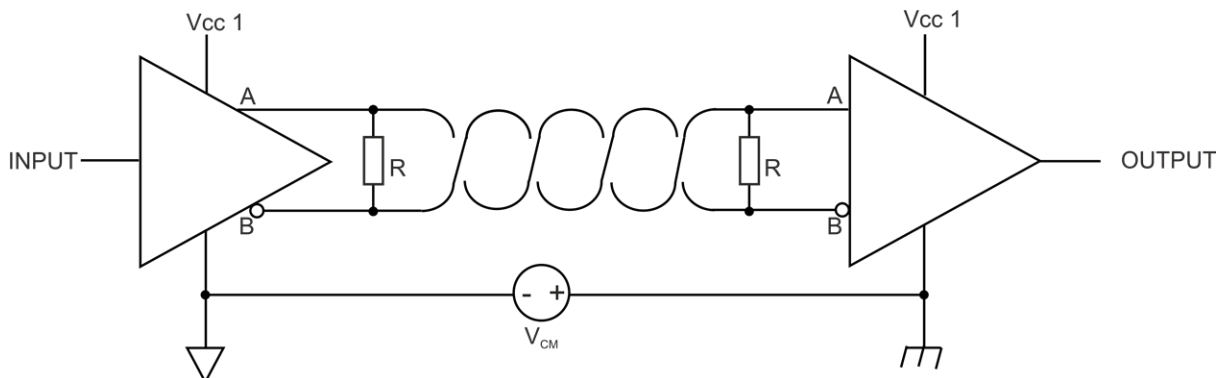 Vcc 1
Vcc 1
A
A
INPUT
R
R
OUTPUT
B
B
- +
VCM